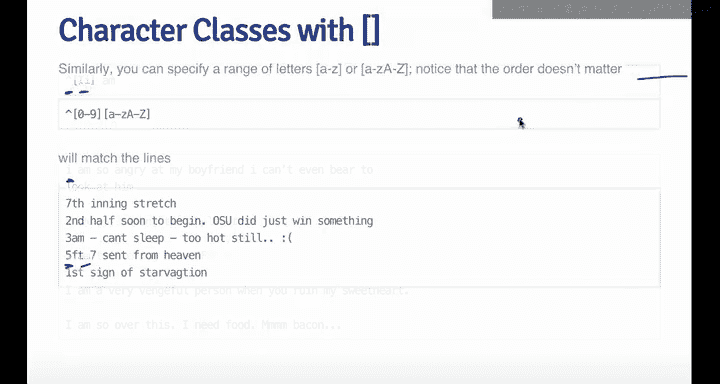 Character Classes with []
Similarly, you can specify a range of letters [a-z] or [a-zA-Z]; notice that the order doesn't matter
^[0-9][a-zA-Z]
will match the lines
I am so angry at my boyfriend i can't even bear to
look at him
7th inning stretch
2nd half soon to begin. OSU did just win something
3am - cant sleep - too hot still.. :(
5ft 7 sent from heaven
1st sign of starvagtion
I am a very vengeful person when you ruin my sweetheart.
I am so over this. I need food. Mmmm bacon...